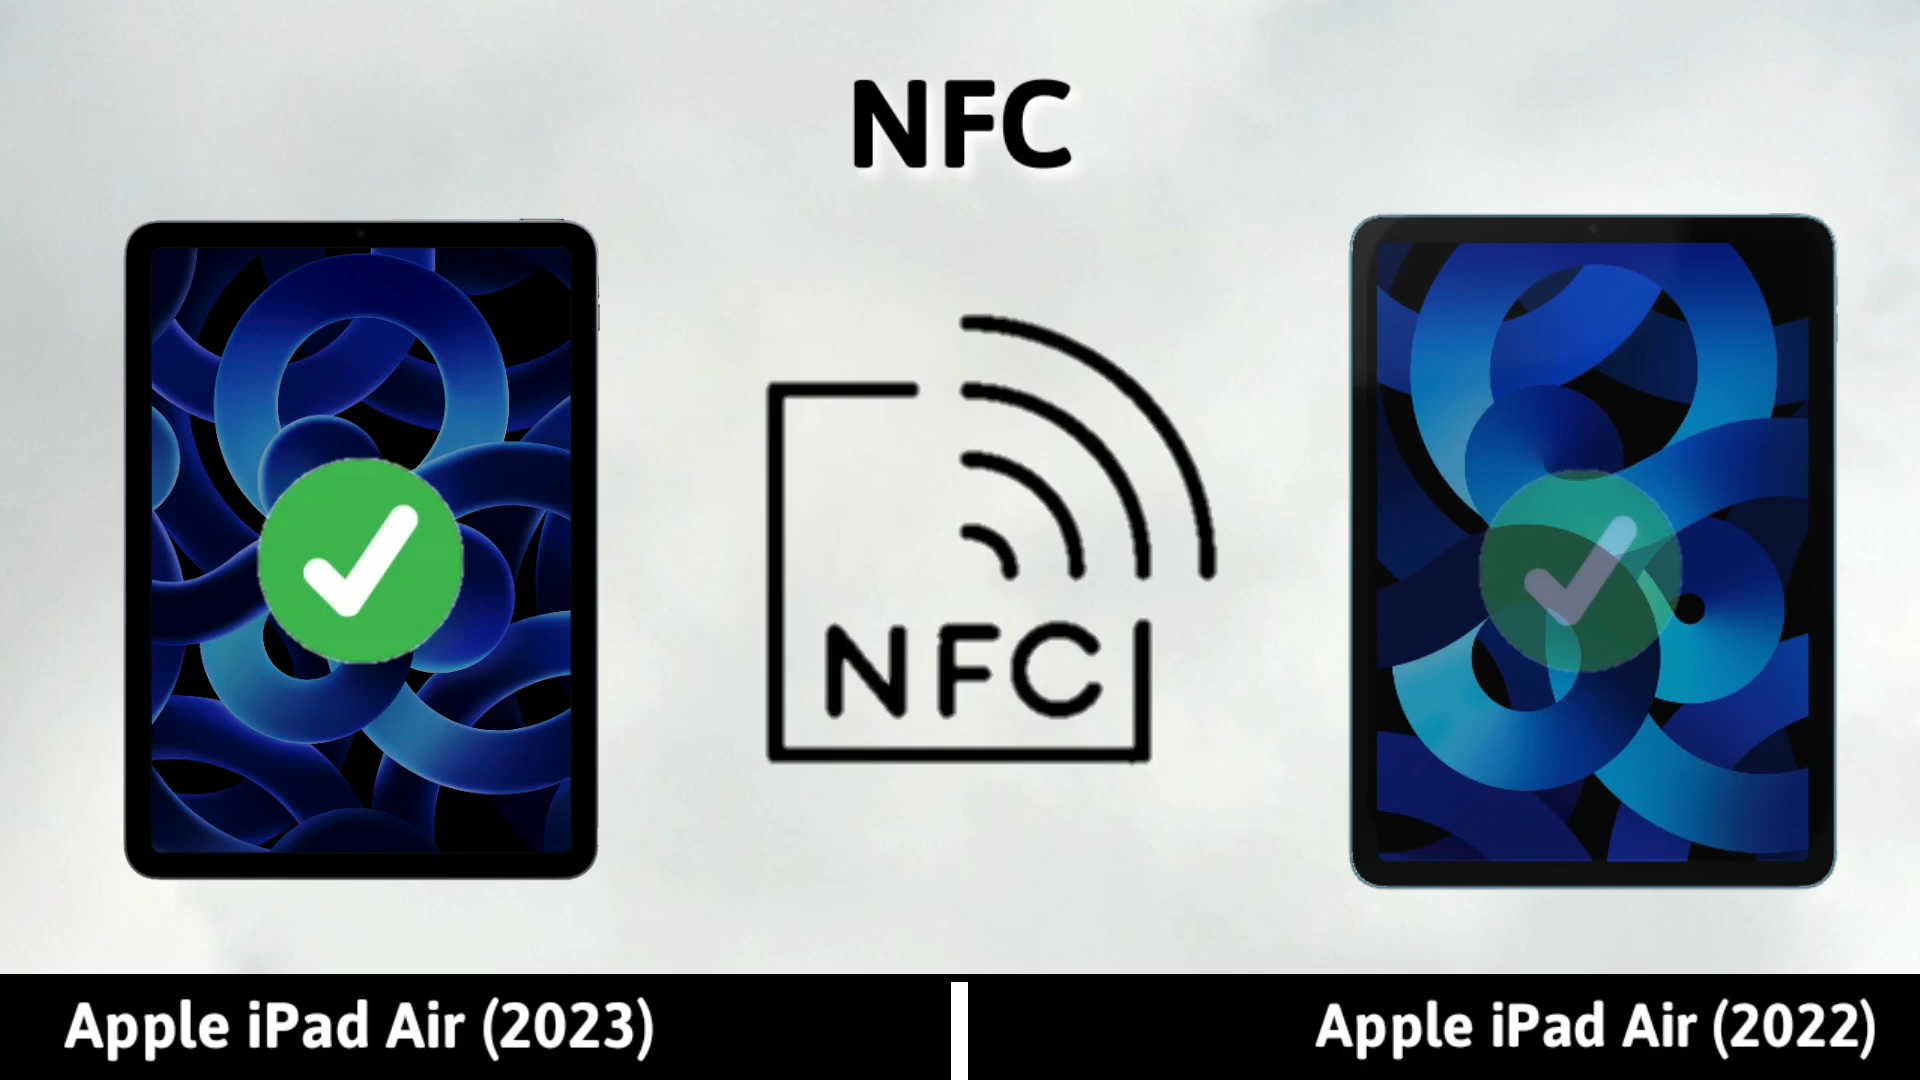 NFC
NFC
Apple iPad Air (2023)
Apple iPad Air (2022)